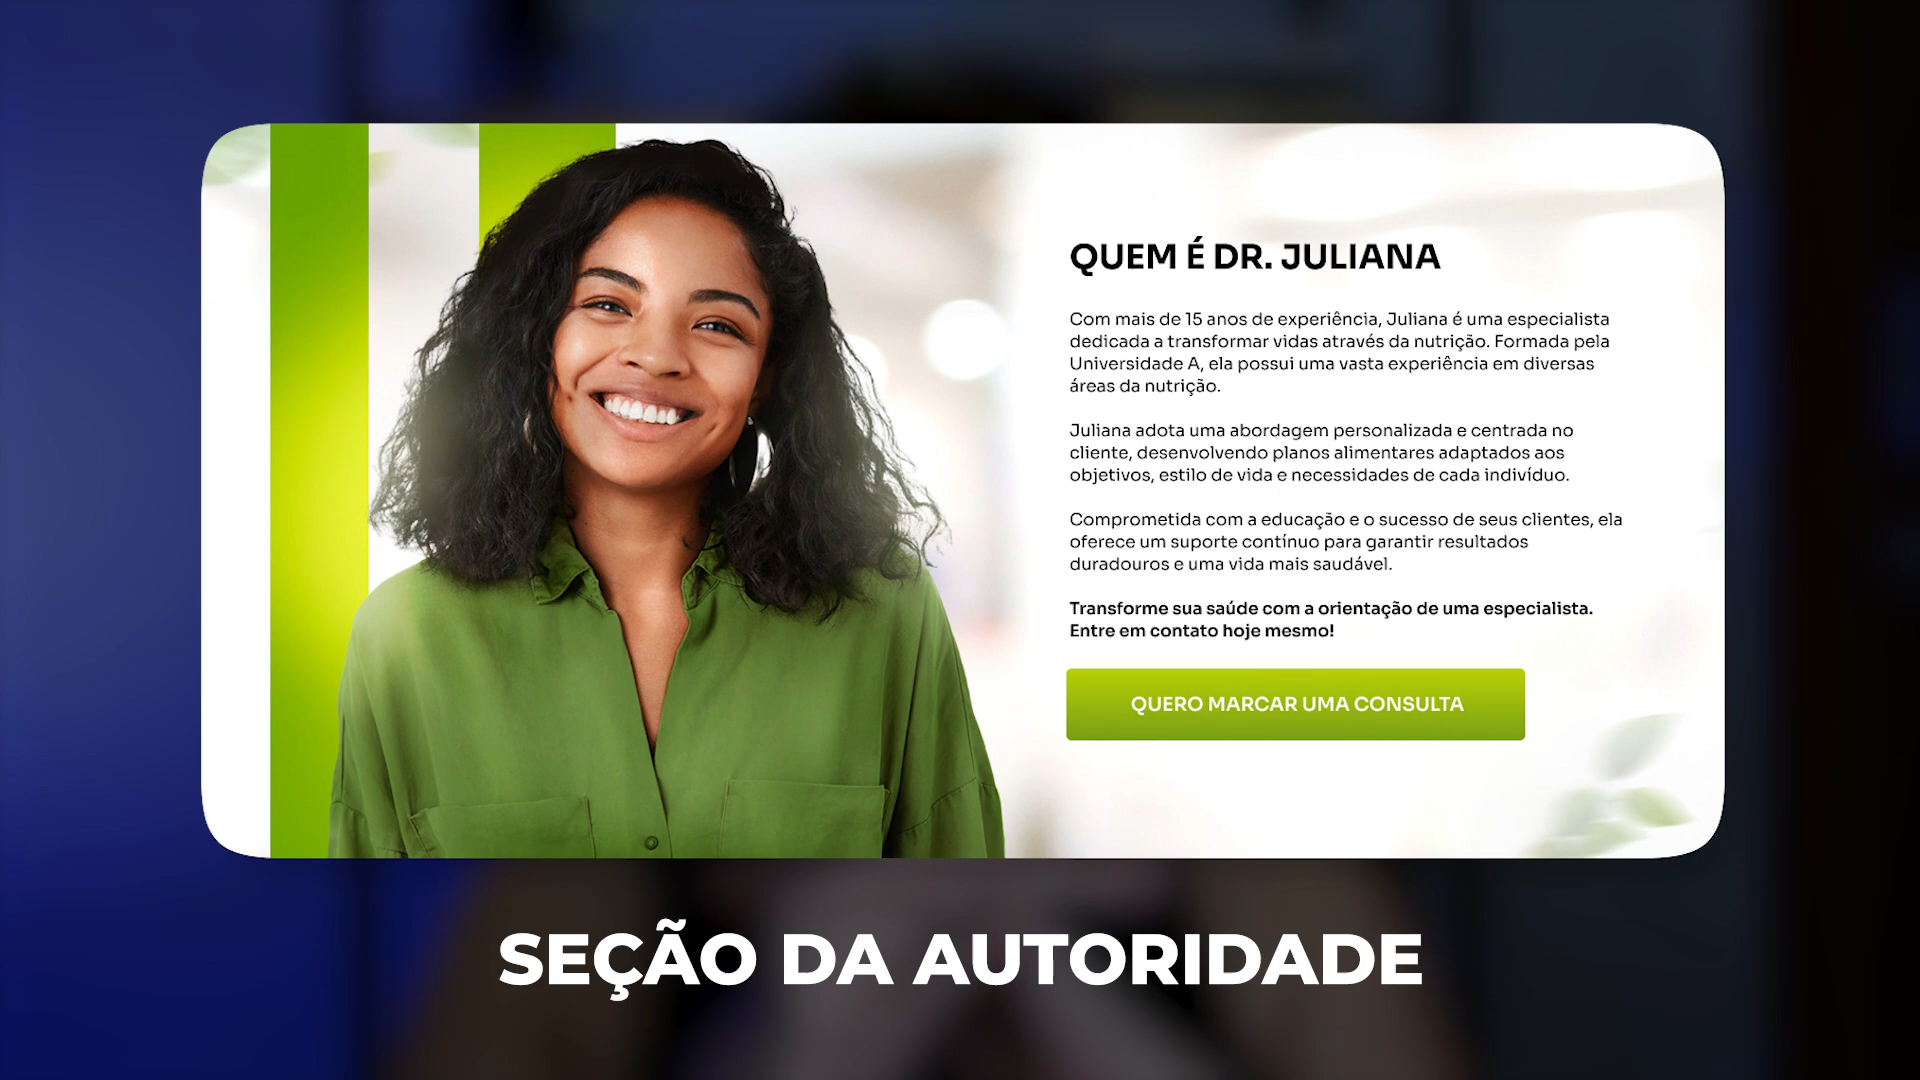 QUEM É DR. JULIANA
Com mais de 15 anos de experiência, Juliana é uma especialista
dedicada a transformar vidas através da nutrição. Formada pela
Universidade A, ela possui uma vasta experiência em diversas
áreas da nutrição.
Juliana adota uma abordagem personalizada e centrada no
cliente, desenvolvendo planos alimentares adaptados aos
objetivos, estilo de vida e necessidades de cada indivíduo.
Comprometida com a educação e o sucesso de seus clientes, ela
oferece um suporte contínuo para garantir resultados
duradouros e uma vida mais saudável.
Transforme sua saúde com a orientação de uma especialista.
Entre em contato hoje mesmo!
QUERO MARCAR UMA CONSULTA
SEÇÃO DA AUTORIDADE